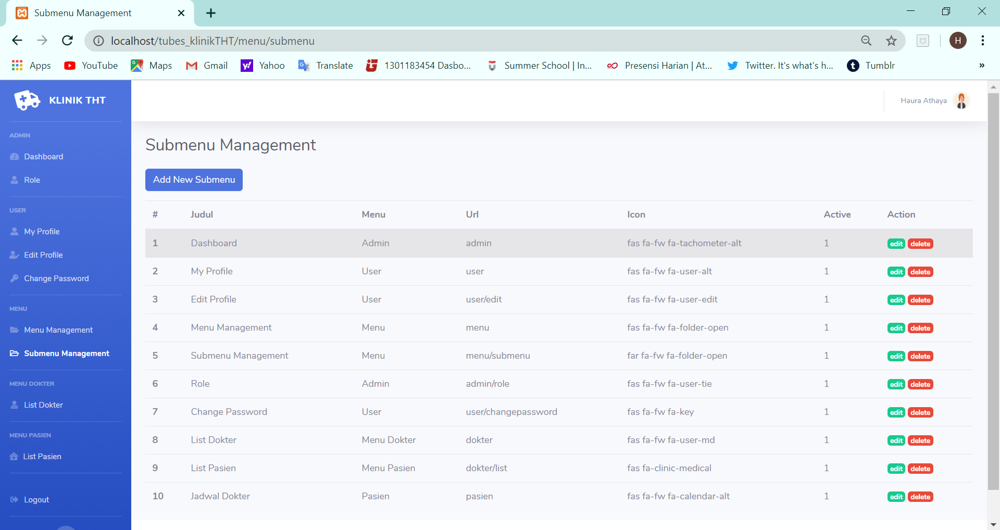 Submenu Management
localhost/tubes_klinikTHT/menu/submenu
H
Apps YouTube Maps Gmail Yahoo Translate 1301183454 Dasbo... Summer School | In... Presensi Harian | At... Twitter. It's what's h... Tumblr »
KLINIK THT
Haura Athaya
ADMIN
Dashboard
Role
USER
My Profile
Edit Profile
Change Password
MENU
Menu Management
Submenu Management
MENU DOKTER
List Dokter
MENU PASIEN
List Pasien
Logout
Submenu Management
Add New Submenu
# Judul Menu Url Icon Active Action
1 Dashboard Admin admin fas fa-fw fa-tachometer-alt 1 edit delete
2 My Profile User user fas fa-fw fa-user-alt 1 edit delete
3 Edit Profile User user/edit fas fa-fw fa-user-edit 1 edit delete
4 Menu Management Menu menu fas fa-fw fa-folder-open 1 edit delete
5 Submenu Management Menu menu/submenu far fa-fw fa-folder-open 1 edit delete
6 Role Admin admin/role fas fa-fw fa-user-tie 1 edit delete
7 Change Password User user/changepassword fas fa-fw fa-key 1 edit delete
8 List Dokter Menu Dokter dokter fas fa-fw fa-user-md 1 edit delete
9 List Pasien Menu Pasien dokter/list fas fa-clinic-medical 1 edit delete
10 Jadwal Dokter Pasien pasien fas fa-fw fa-calendar-alt 1 edit delete